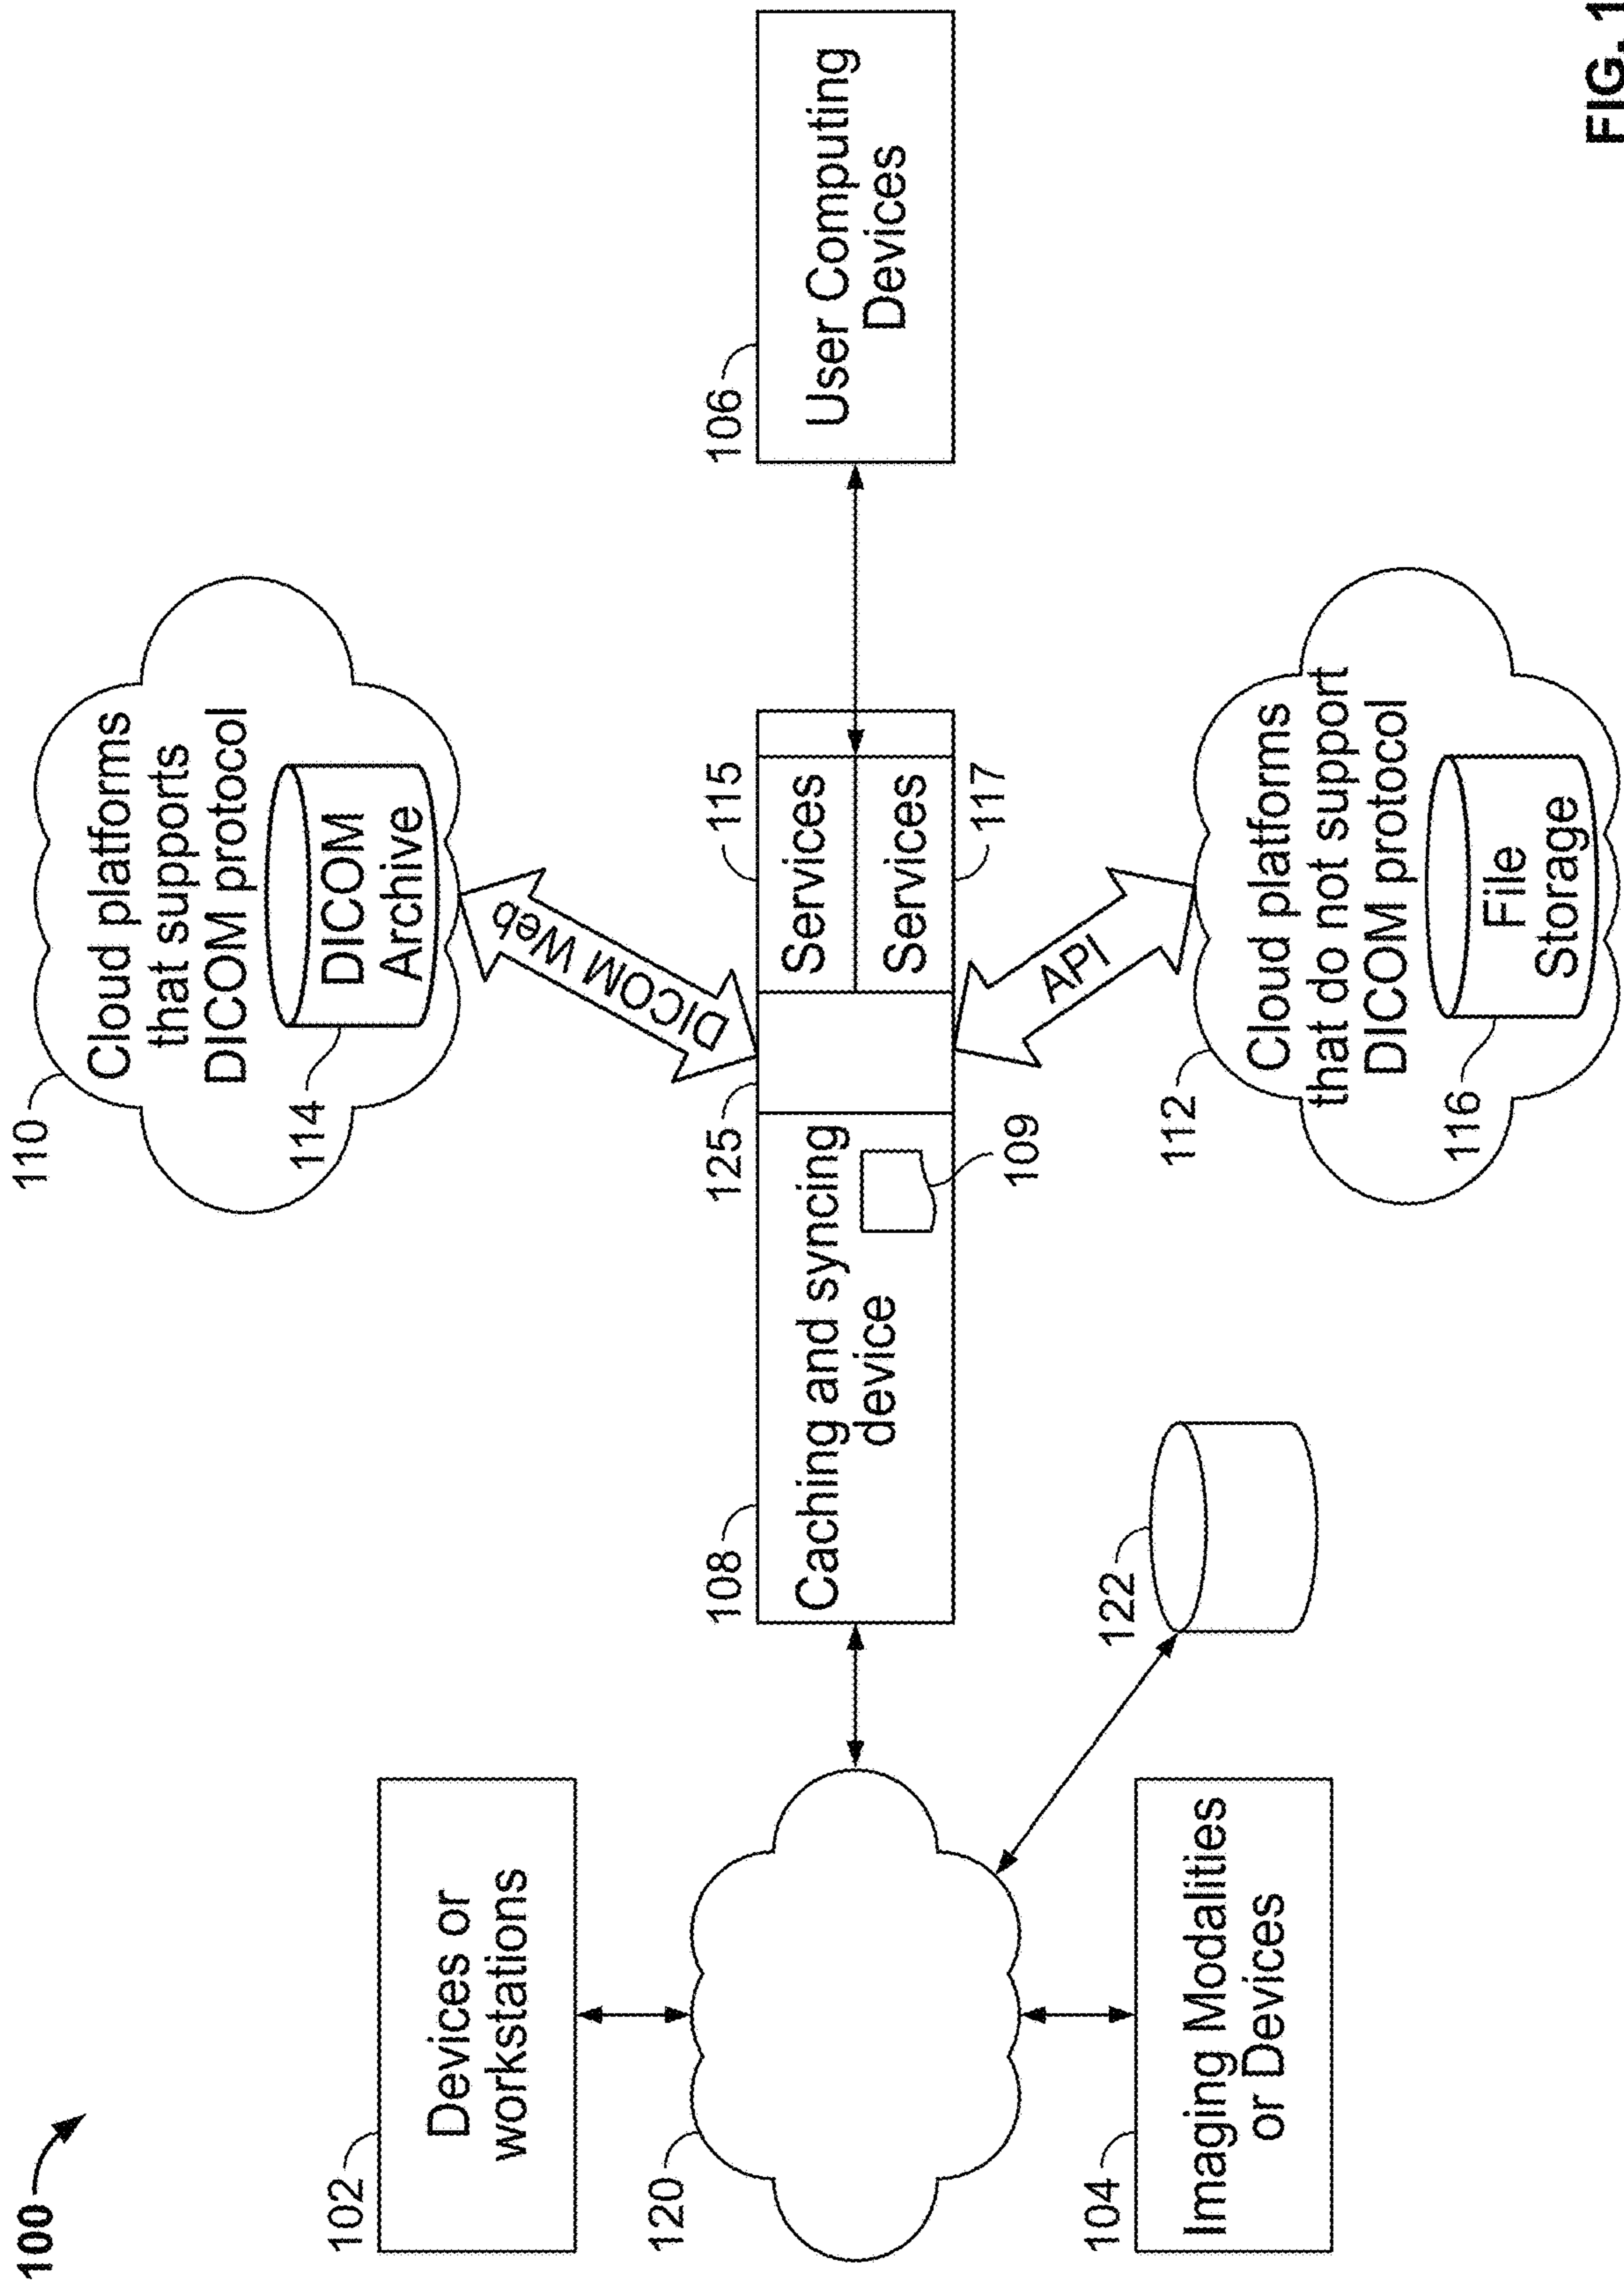 100
110
Cloud platforms
that supports
DICOM protocol
114
DICOM
Archive
102
Devices or
workstations
DICOM Web
120
108
Caching and syncing
device
109
125
115
Services
Services
117
106
User Computing
Devices
API
104
Imaging Modalities
or Devices
122
112
Cloud platforms
that do not support
DICOM protocol
116
File
Storage
FIG. 1